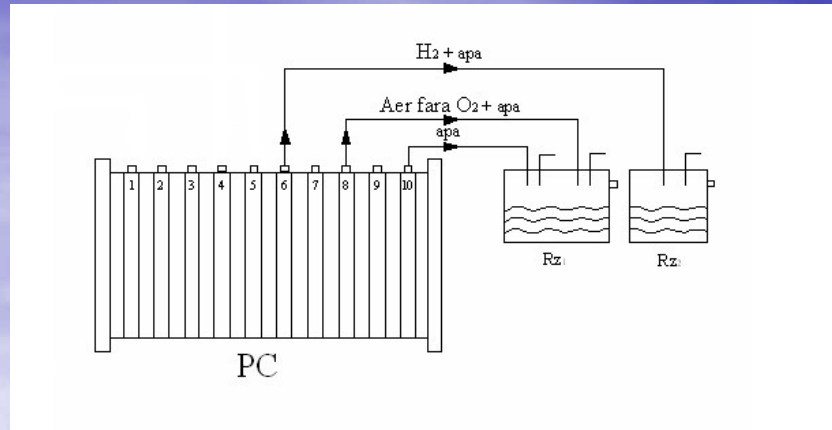 H2 + apa
Aer fara O2 + apa
apa
1 2 3 4 5 6 7 8 9 10
Rz1
Rz2
PC